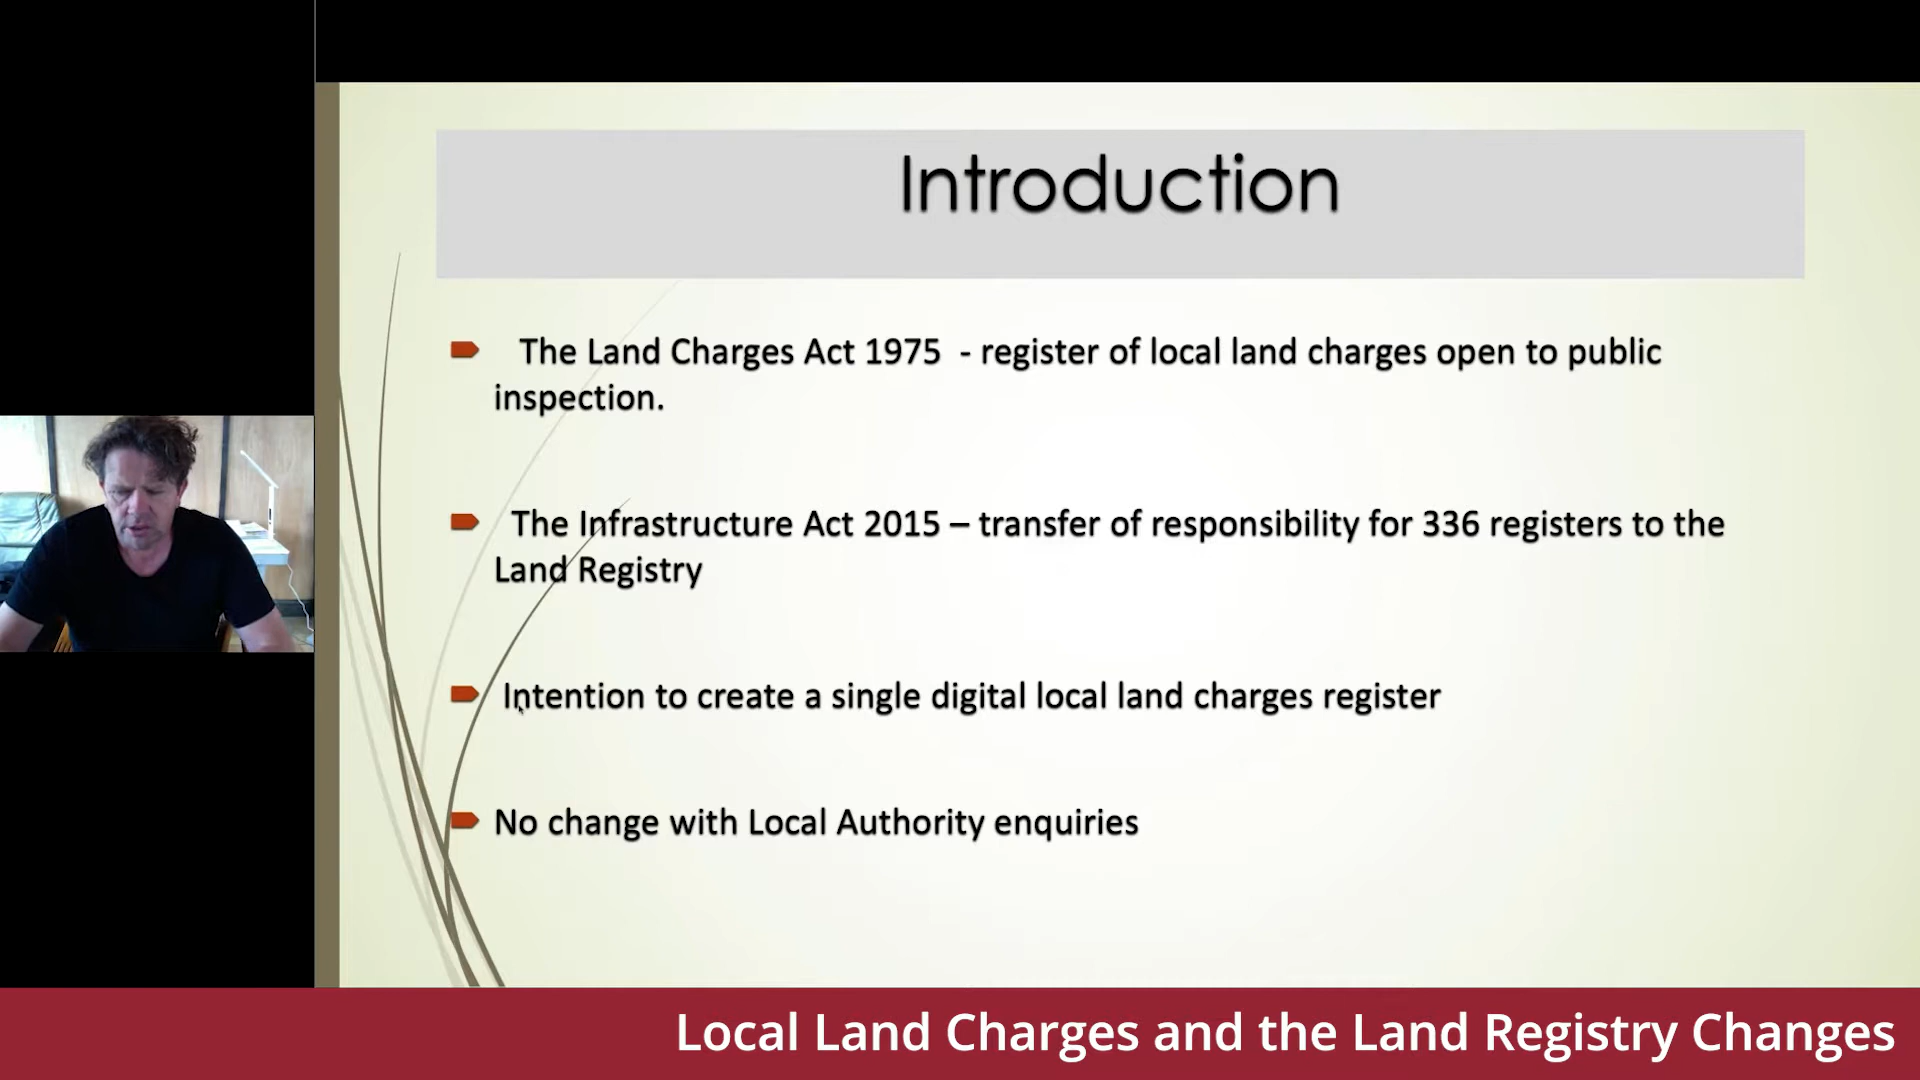 Introduction
The Land Charges Act 1975 - register of local land charges open to public
inspection.
The Infrastructure Act 2015 – transfer of responsibility for 336 registers to the
Land Registry
Intention to create a single digital local land charges register
No change with Local Authority enquiries
Local Land Charges and the Land Registry Changes